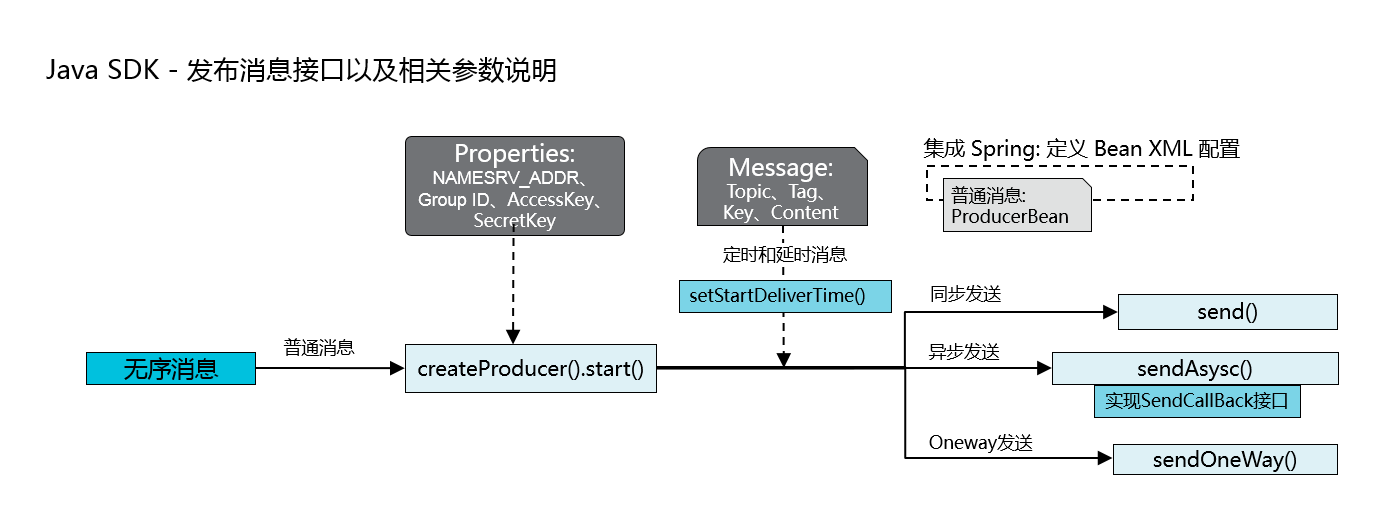 Java SDK - 发布消息接口以及相关参数说明
Properties:
NAMESRV_ADDR、
Group ID、AccessKey、
SecretKey
Message:
Topic、Tag、
Key、Content
集成 Spring: 定义 Bean XML 配置
普通消息:
ProducerBean
定时和延时消息
setStartDeliverTime()
同步发送
send()
无序消息
普通消息
createProducer().start()
异步发送
sendAsysc()
实现SendCallBack接口
Oneway发送
sendOneWay()